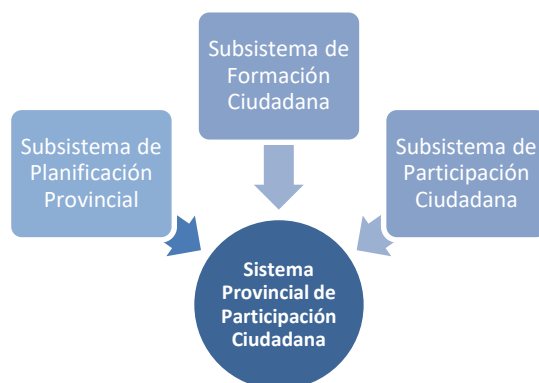 Subsistema de
Formación
Ciudadana
Subsistema de
Planificación
Provincial
Subsistema de
Participación
Ciudadana
Sistema
Provincial de
Participación
Ciudadana